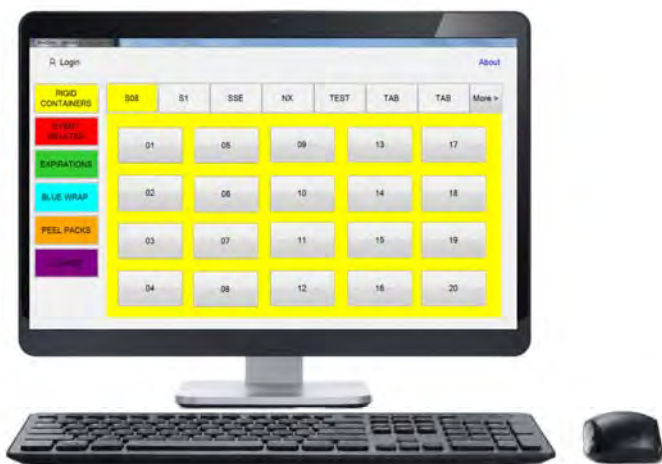 Login
About
RIGID
CONTAINERS
S08
S1
SSE
NX
TEST
TAB
TAB
More >
EVENT
RELATED
EXPIRATIONS
BLUE WRAP
PEEL PACKS
01
05
09
13
17
02
06
10
14
18
03
07
11
15
19
04
08
12
16
20